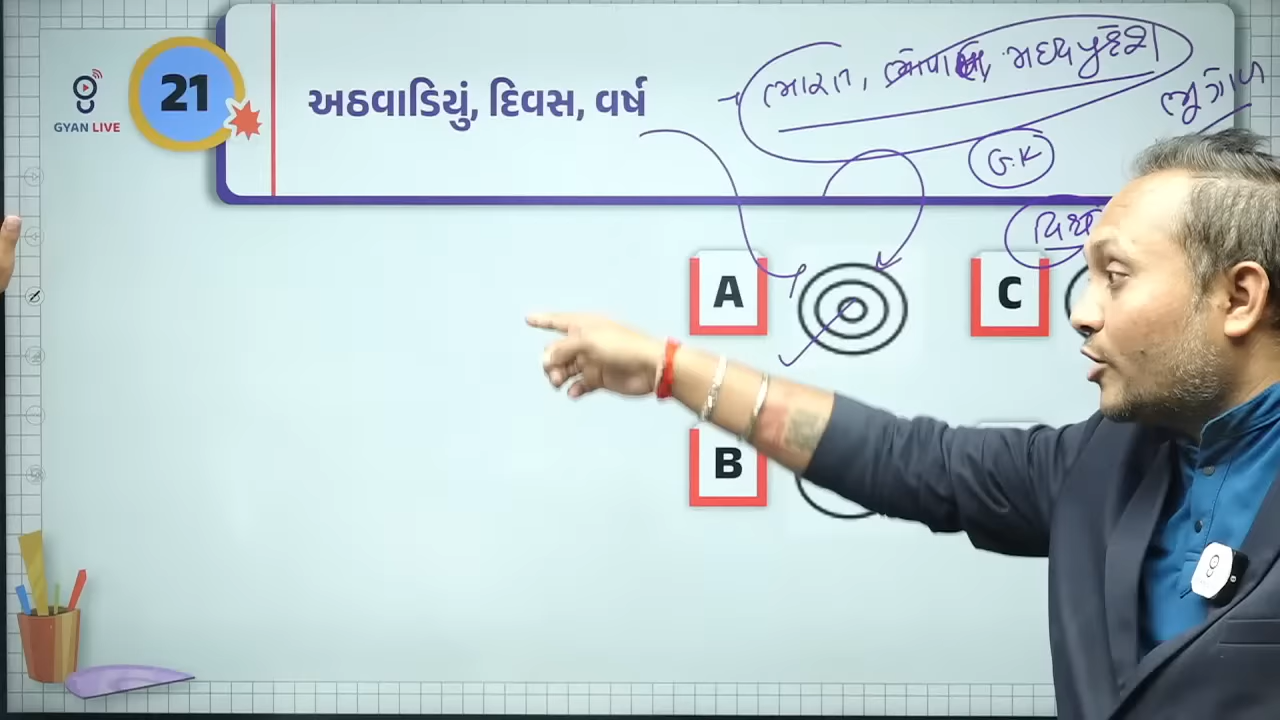 21
અઠવાડિયું, દિવસ, વર્ષ
ભારત, ભોપાલ, મધ્યપ્રદેશ
ભૂગોળ
G.K
GYAN LIVE
A
C
B